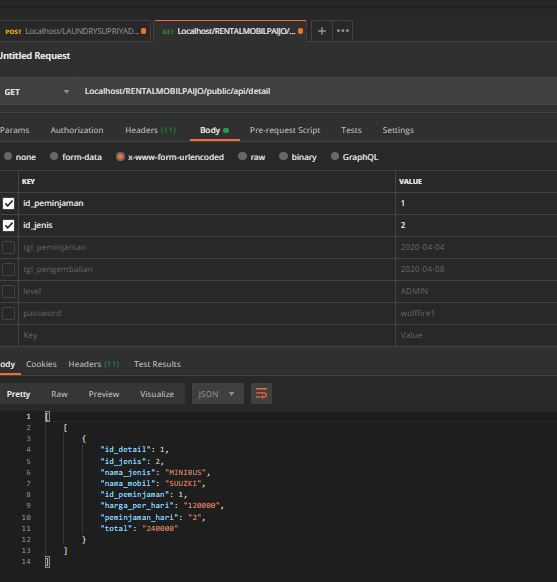 POST Localhost/LAUNDRYSUPRIYAD... GET Localhost/RENTALMOBILPAIJO/... + •••
Untitled Request
GET Localhost/RENTALMOBILPAIJO/public/api/detail
Params Authorization Headers (11) Body Pre-request Script Tests Settings
none form-data x-www-form-urlencoded raw binary GraphQL
KEY VALUE
id_peminjaman 1
id_jenis 2
tgl_peminjaman 2020-04-04
tgl_pengembalian 2020-04-08
level ADMIN
password wolffire1
Key Value
ody Cookies Headers (11) Test Results
Pretty Raw Preview Visualize JSON
1 [
2 [
3 {
4 "id_detail": 1,
5 "id_jenis": 2,
6 "nama_jenis": "MINIBUS",
7 "nama_mobil": "SUUZKI",
8 "id_peminjaman": 1,
9 "harga_per_hari": "120000",
10 "peminjaman_hari": "2",
11 "total": "240000"
12 }
13 ]
14 ]